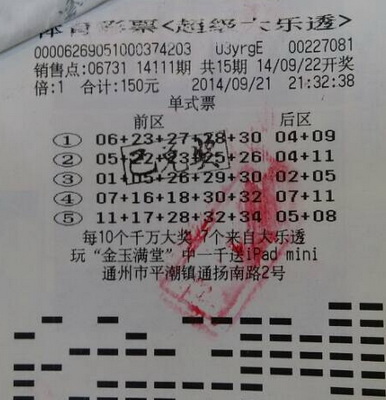 体育彩票<超级大乐透>
00006269051000374203 U3yrgE 00227081
销售点:06731 14111期 共15期 14/09/22开奖
倍:1 合计:150元 2014/09/21 21:32:38
单式票
前区 后区
① 06+23+27+28+30 04+09
② 05+22+23+25+26 04+11
已兑奖
③ 01+05+26+29+30 02+05
④ 07+16+18+30+32 07+11
⑤ 11+17+28+32+34 05+08
每10个千万大奖 7个来自大乐透
玩“金玉满堂”中一千送iPad mini
通州市平潮镇通扬南路2号